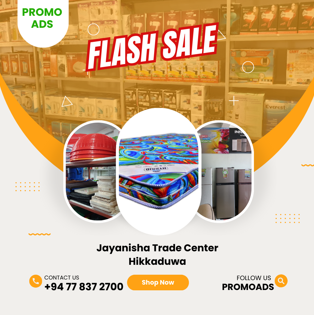 PROMO
ADS
FLASH SALE
Jayanisha Trade Center
Hikkaduwa
CONTACT US
+94 77 837 2700
Shop Now
FOLLOW US
PROMOADS